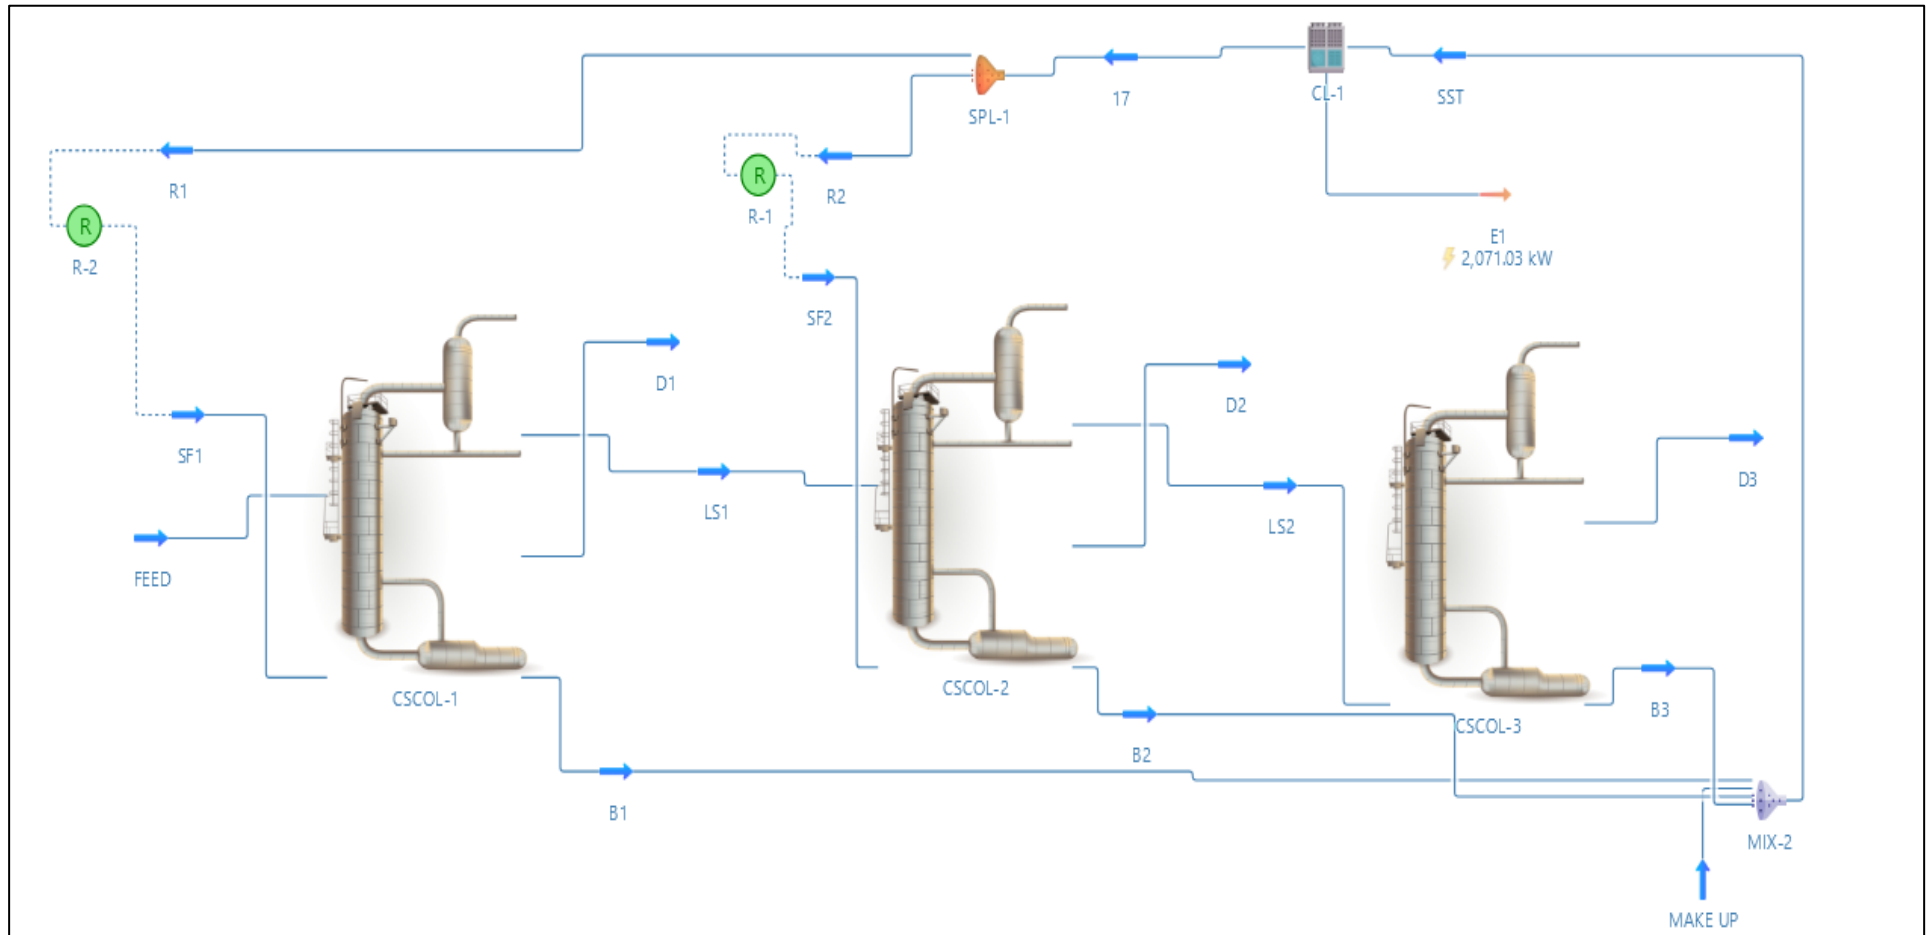 SPL-1
17
CL-1
SST
R1
R
R-1
R2
R
R-2
E1
2,071.03 kW
SF2
D1
D2
SF1
LS1
LS2
D3
FEED
CSCOL-1
CSCOL-2
CSCOL-3
B3
B2
B1
MIX-2
MAKE UP